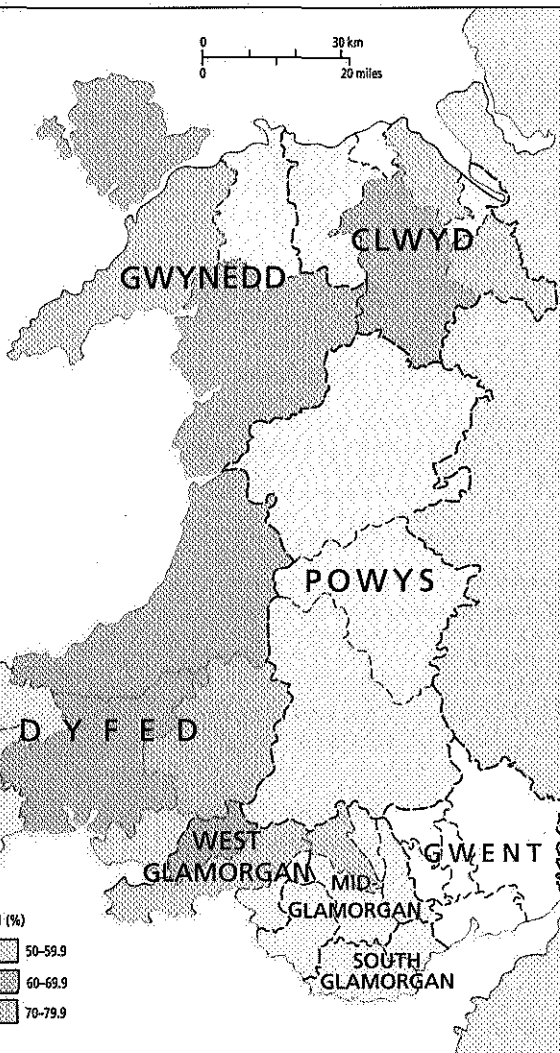 0 30 km
0 20 miles
CLWYD
GWYNEDD
POWYS
DYFED
WEST
GLAMORGAN
GWENT
MID
GLAMORGAN
SOUTH
GLAMORGAN
(%)
50–59.9
60–69.9
70–79.9